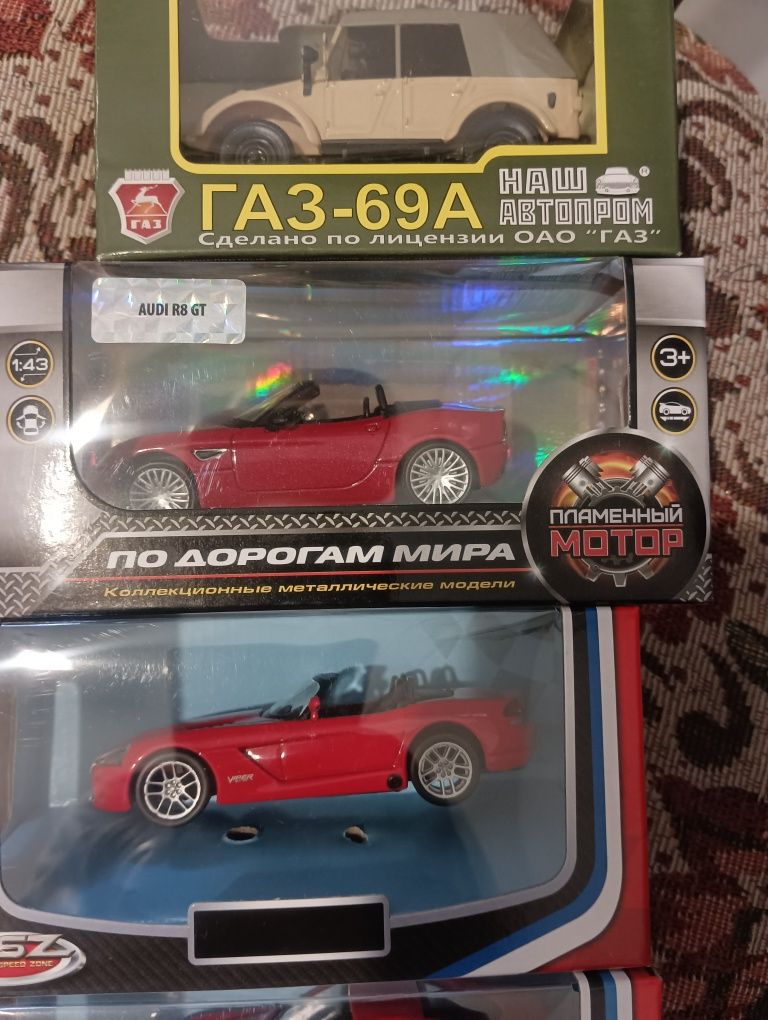 ГАЗ
ГАЗ-69А
НАШ
АВТОПРОМ
®
Сделано по лицензии ОАО "ГАЗ"
AUDI R8 GT
1:43
3+
ПЛАМЕННЫЙ
МОТОР
ПО ДОРОГАМ МИРА
Коллекционные металлические модели
VIPER
SZ
SPEED ZONE